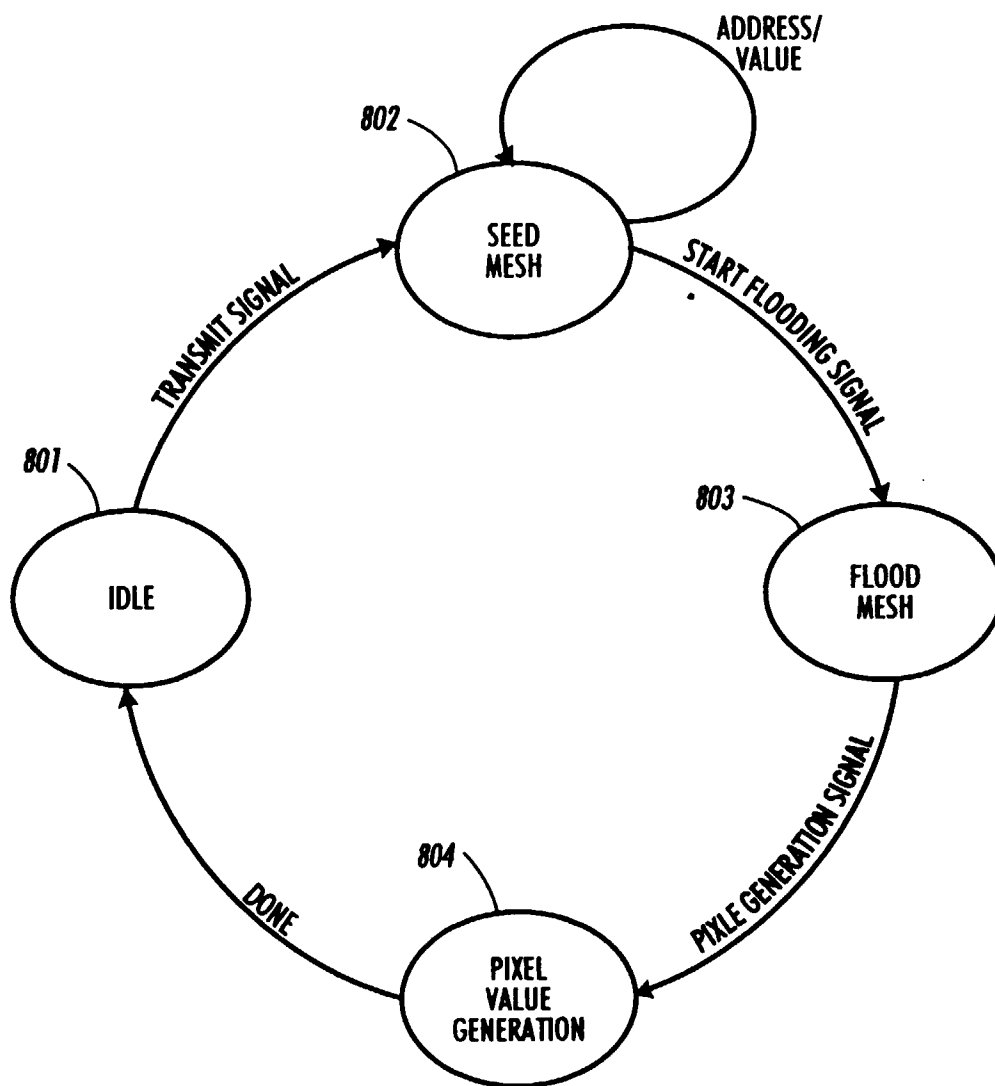 ADDRESS/
VALUE
802
SEED
MESH
START FLOODING SIGNAL
TRANSMIT SIGNAL
801
IDLE
803
FLOOD
MESH
PIXLE GENERATION SIGNAL
804
DONE
PIXEL
VALUE
GENERATION